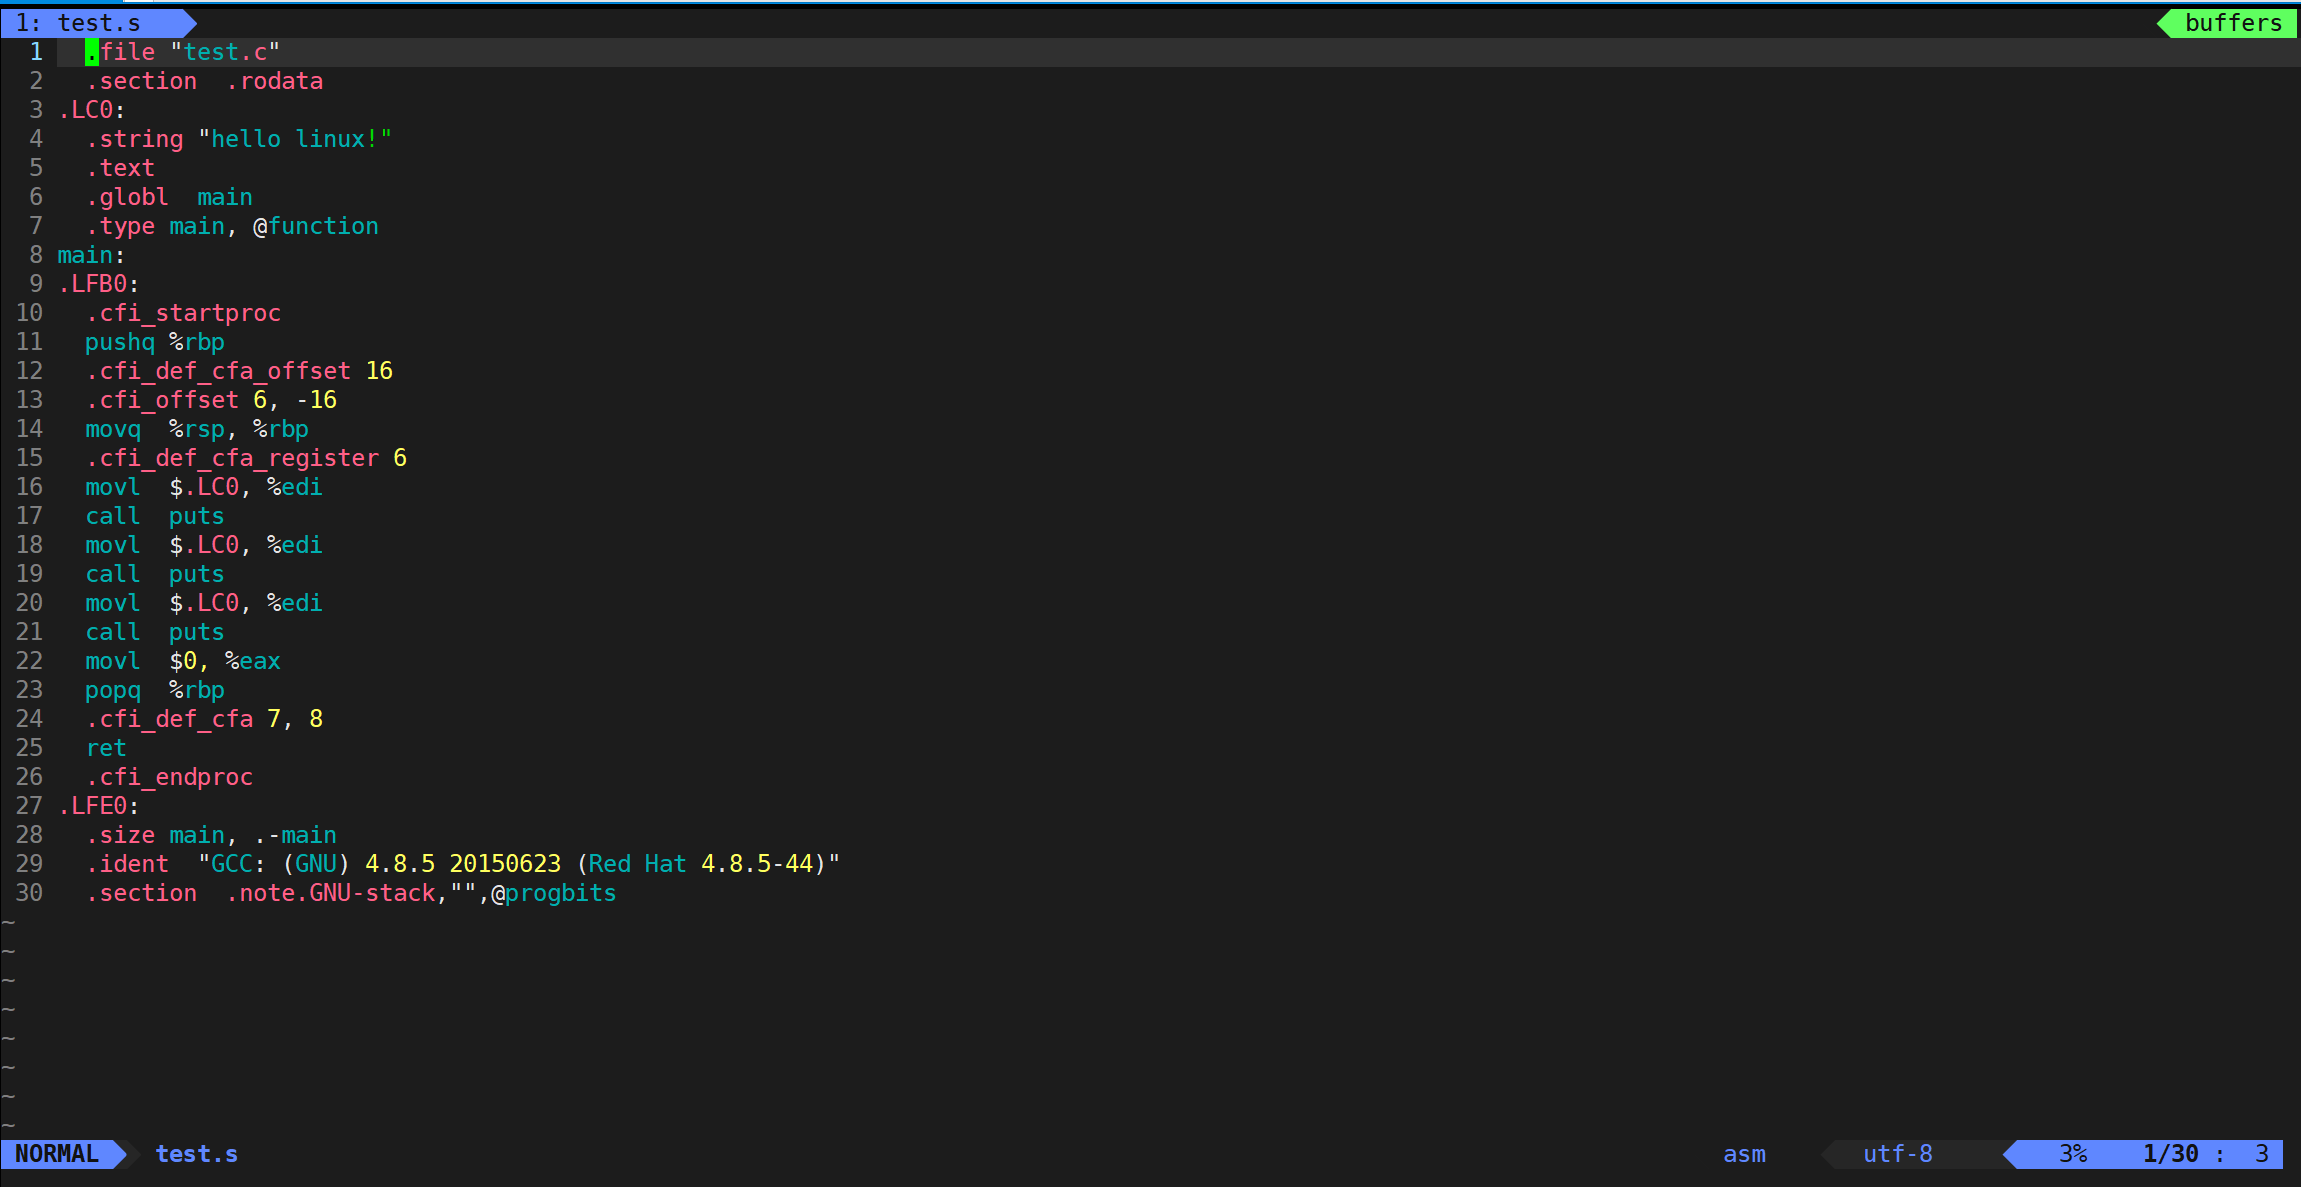 1: test.s buffers
1 .file "test.c"
2 .section .rodata
3 .LC0:
4 .string "hello linux!"
5 .text
6 .globl main
7 .type main, @function
8 main:
9 .LFB0:
10 .cfi_startproc
11 pushq %rbp
12 .cfi_def_cfa_offset 16
13 .cfi_offset 6, -16
14 movq %rsp, %rbp
15 .cfi_def_cfa_register 6
16 movl $.LC0, %edi
17 call puts
18 movl $.LC0, %edi
19 call puts
20 movl $.LC0, %edi
21 call puts
22 movl $0, %eax
23 popq %rbp
24 .cfi_def_cfa 7, 8
25 ret
26 .cfi_endproc
27 .LFE0:
28 .size main, .-main
29 .ident "GCC: (GNU) 4.8.5 20150623 (Red Hat 4.8.5-44)"
30 .section .note.GNU-stack,"",@progbits
~
~
~
~
~
~
~
~
NORMAL test.s asm utf-8 3% 1/30 : 3